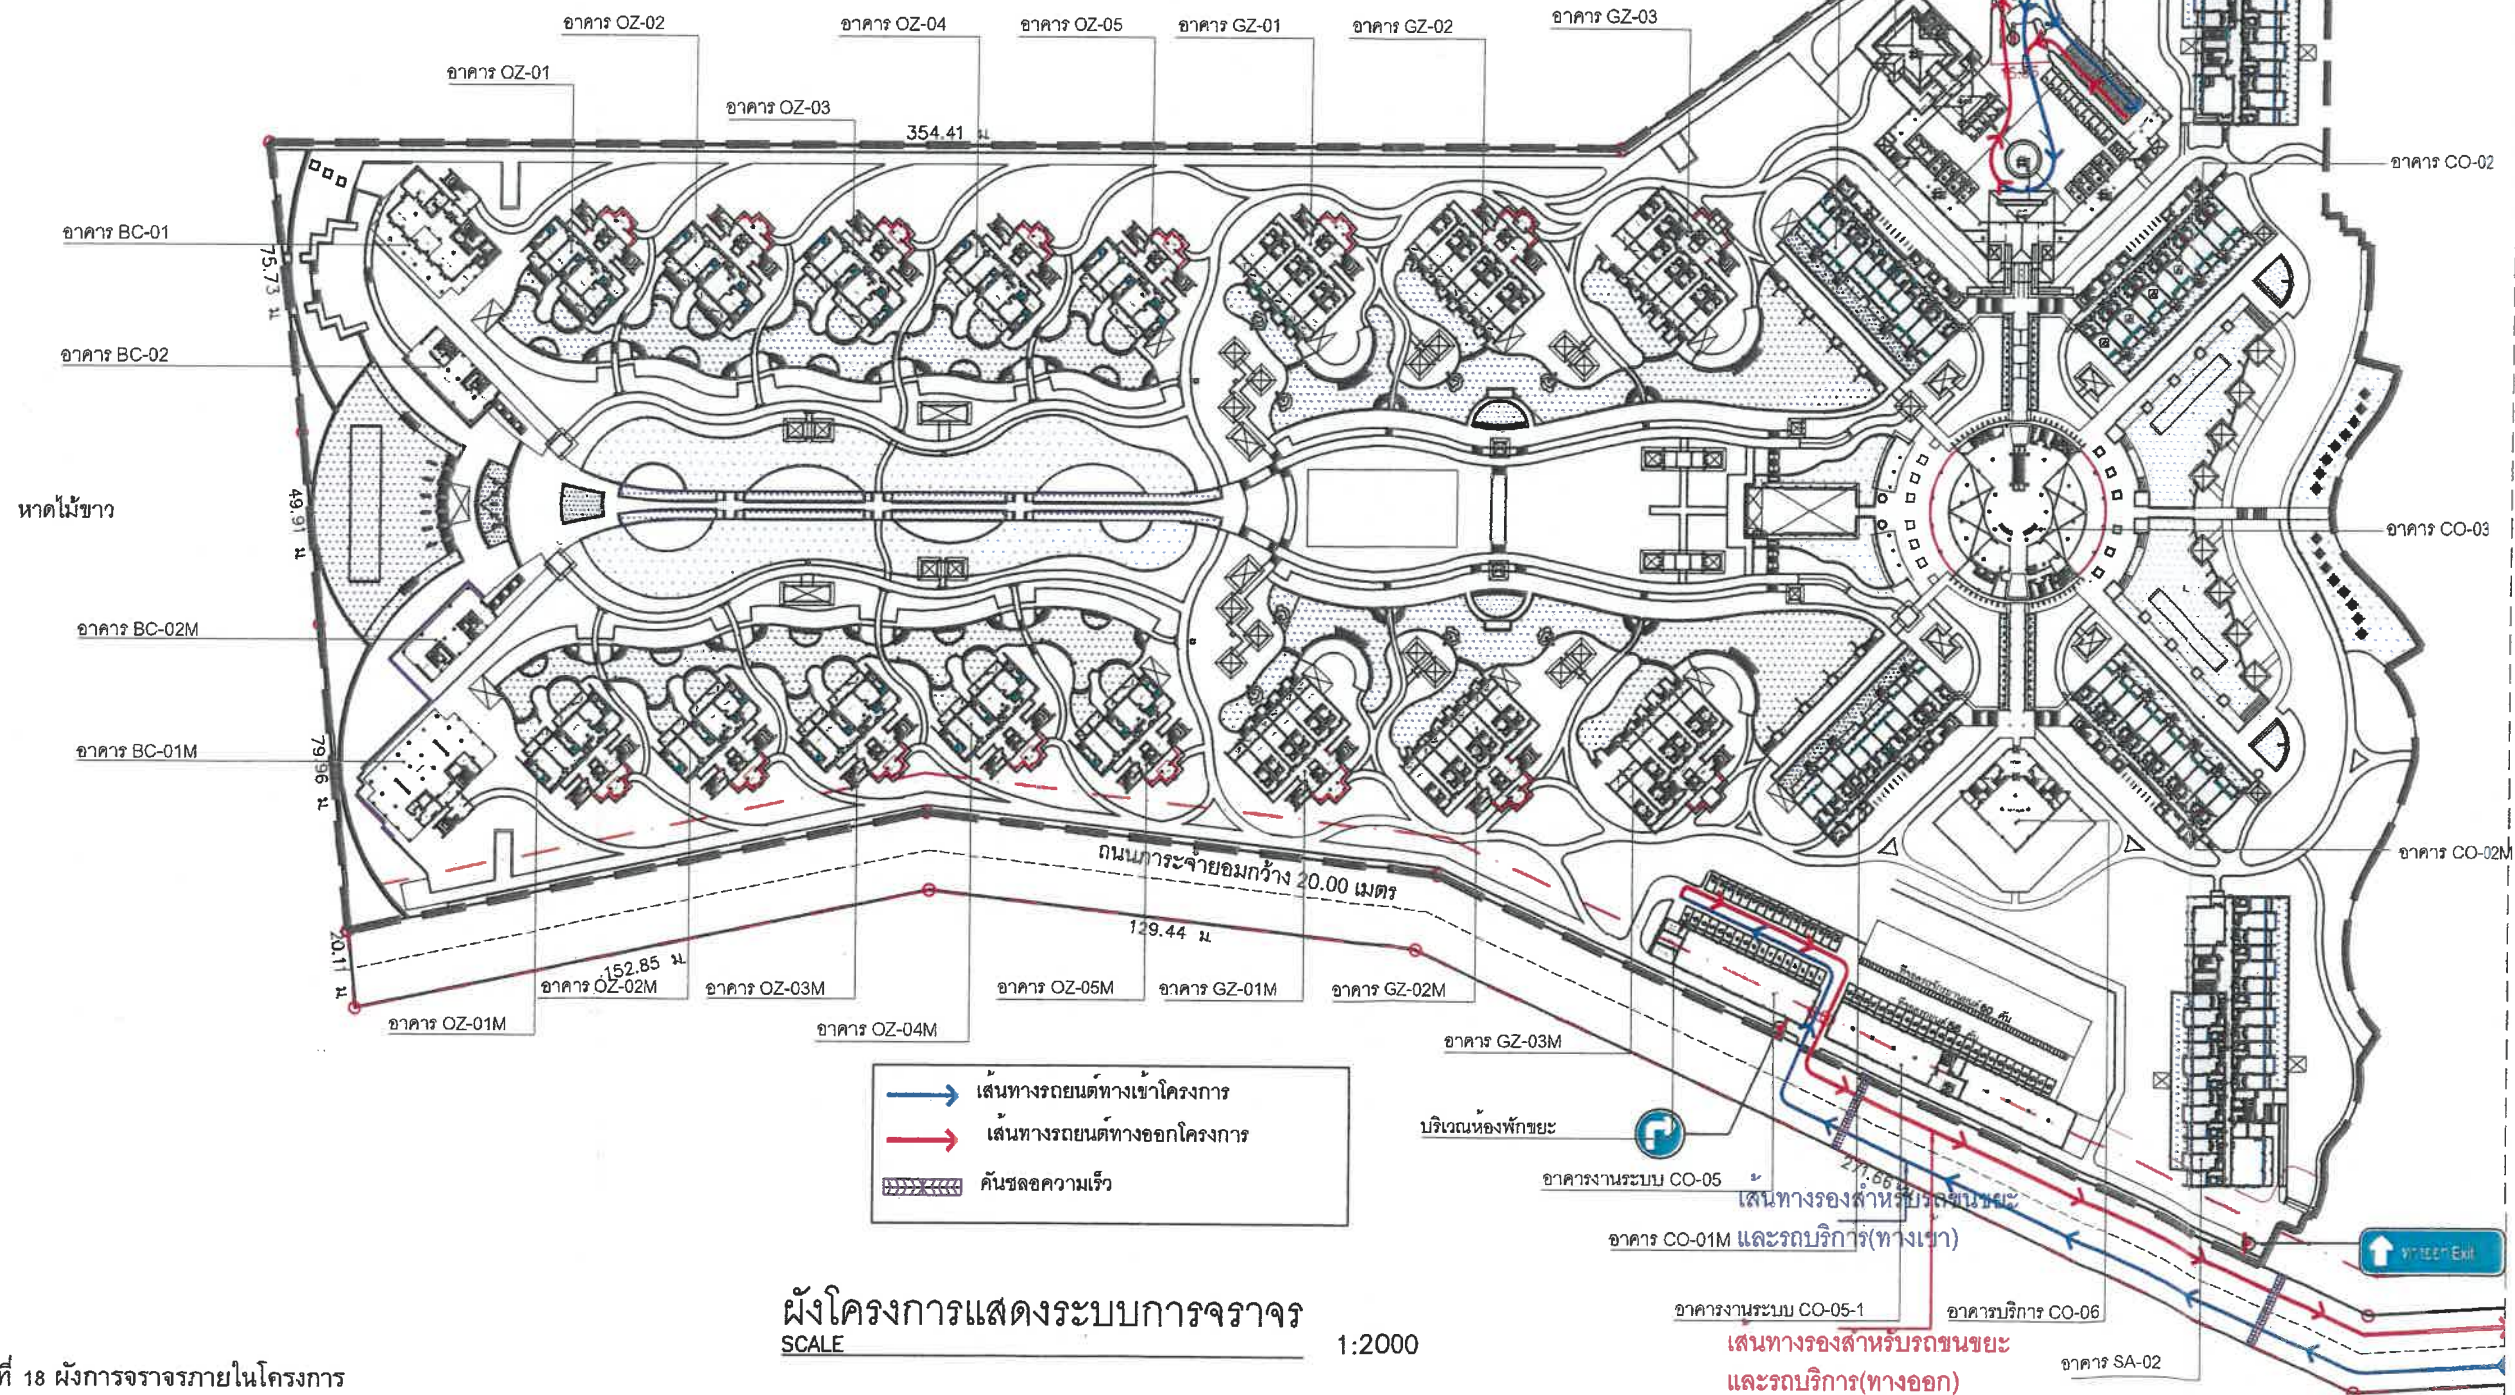 อาคาร OZ-02
อาคาร OZ-04
อาคาร OZ-05
อาคาร GZ-01
อาคาร GZ-02
อาคาร GZ-03
อาคาร OZ-01
อาคาร OZ-03
354.41 ม
อาคาร CO-02
อาคาร BC-01
75.73 ม
อาคาร BC-02
หาดไม้ขาว
49.91 ม
อาคาร CO-03
อาคาร BC-02M
อาคาร BC-01M
79.96 ม
ถนนภาระจำยอมกว้าง 20.00 เมตร
อาคาร CO-02M
129.44 ม
20.11 ม
152.85 ม.
อาคาร OZ-02M
อาคาร OZ-03M
อาคาร OZ-05M
อาคาร GZ-01M
อาคาร GZ-02M
อาคาร OZ-01M
อาคาร OZ-04M
อาคาร GZ-03M
เส้นทางรถยนต์ทางเข้าโครงการ
เส้นทางรถยนต์ทางออกโครงการ
คันชลอความเร็ว
บริเวณห้องพักขยะ
อาคารงานระบบ CO-05
271.66
เส้นทางรองสำหรับรถขนขยะ
และรถบริการ(ทางเข้า)
อาคาร CO-01M
ทางออก Exit
อาคารงานระบบ CO-05-1
อาคารบริการ CO-06
เส้นทางรองสำหรับรถขนขยะ
และรถบริการ(ทางออก)
อาคาร SA-02
ผังโครงการแสดงระบบการจราจร
SCALE 1:2000
ที่ 18 ผังการจราจรภายในโครงการ